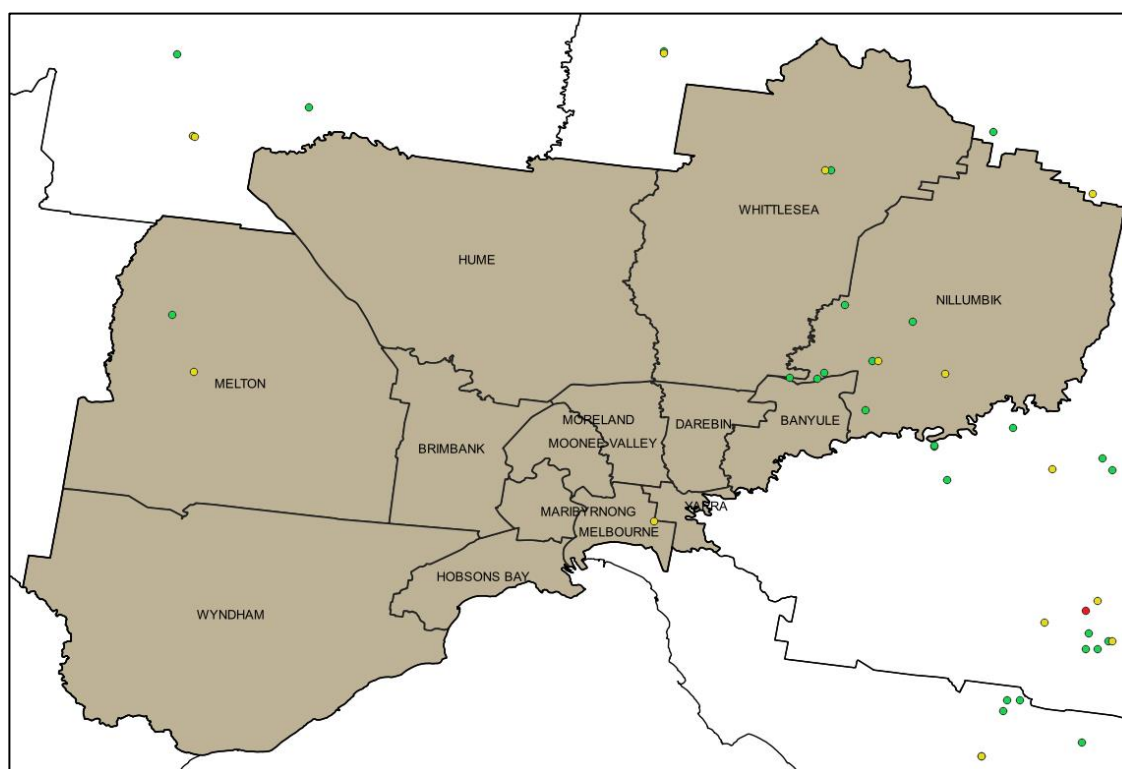 WHITTLESEA
HUME
NILLUMBIK
MELTON
MORELAND
DAREBIN
BANYULE
BRIMBANK
MOONEE VALLEY
YARRA
MARIBYRNONG
MELBOURNE
HOBSONS BAY
WYNDHAM